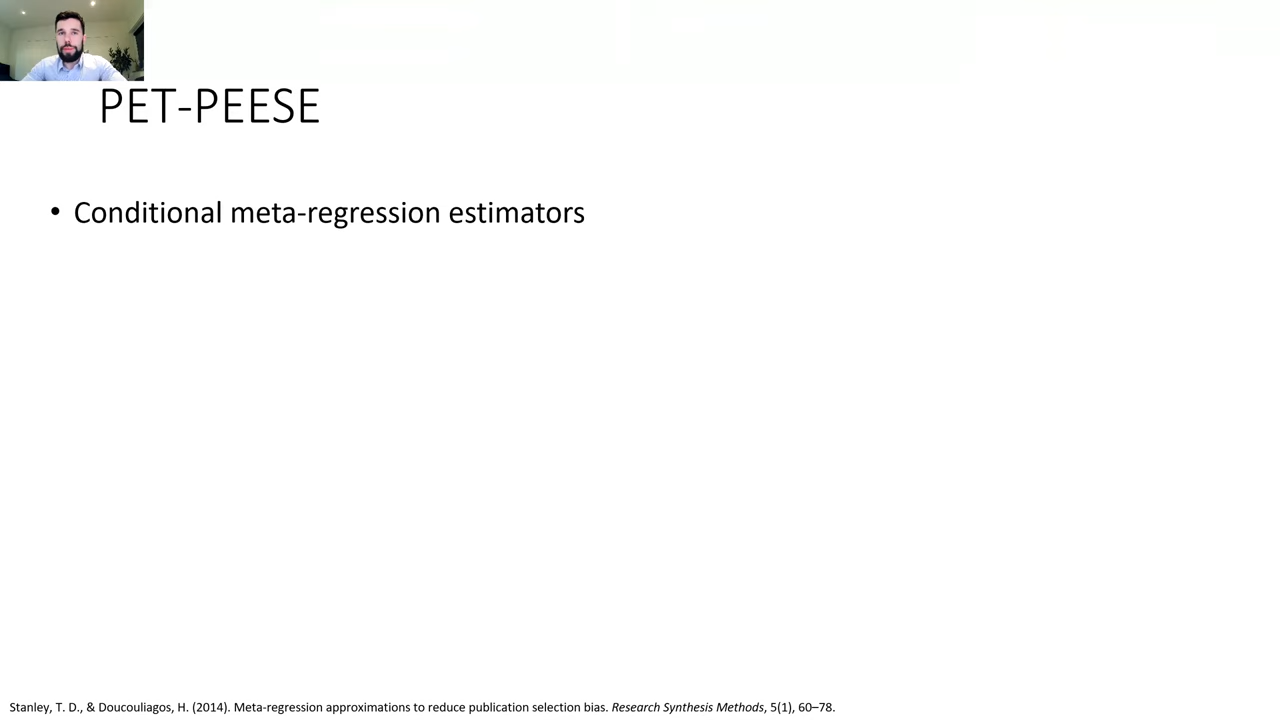 PET-PEESE
• Conditional meta-regression estimators
Stanley, T. D., & Doucouliagos, H. (2014). Meta-regression approximations to reduce publication selection bias. Research Synthesis Methods, 5(1), 60–78.